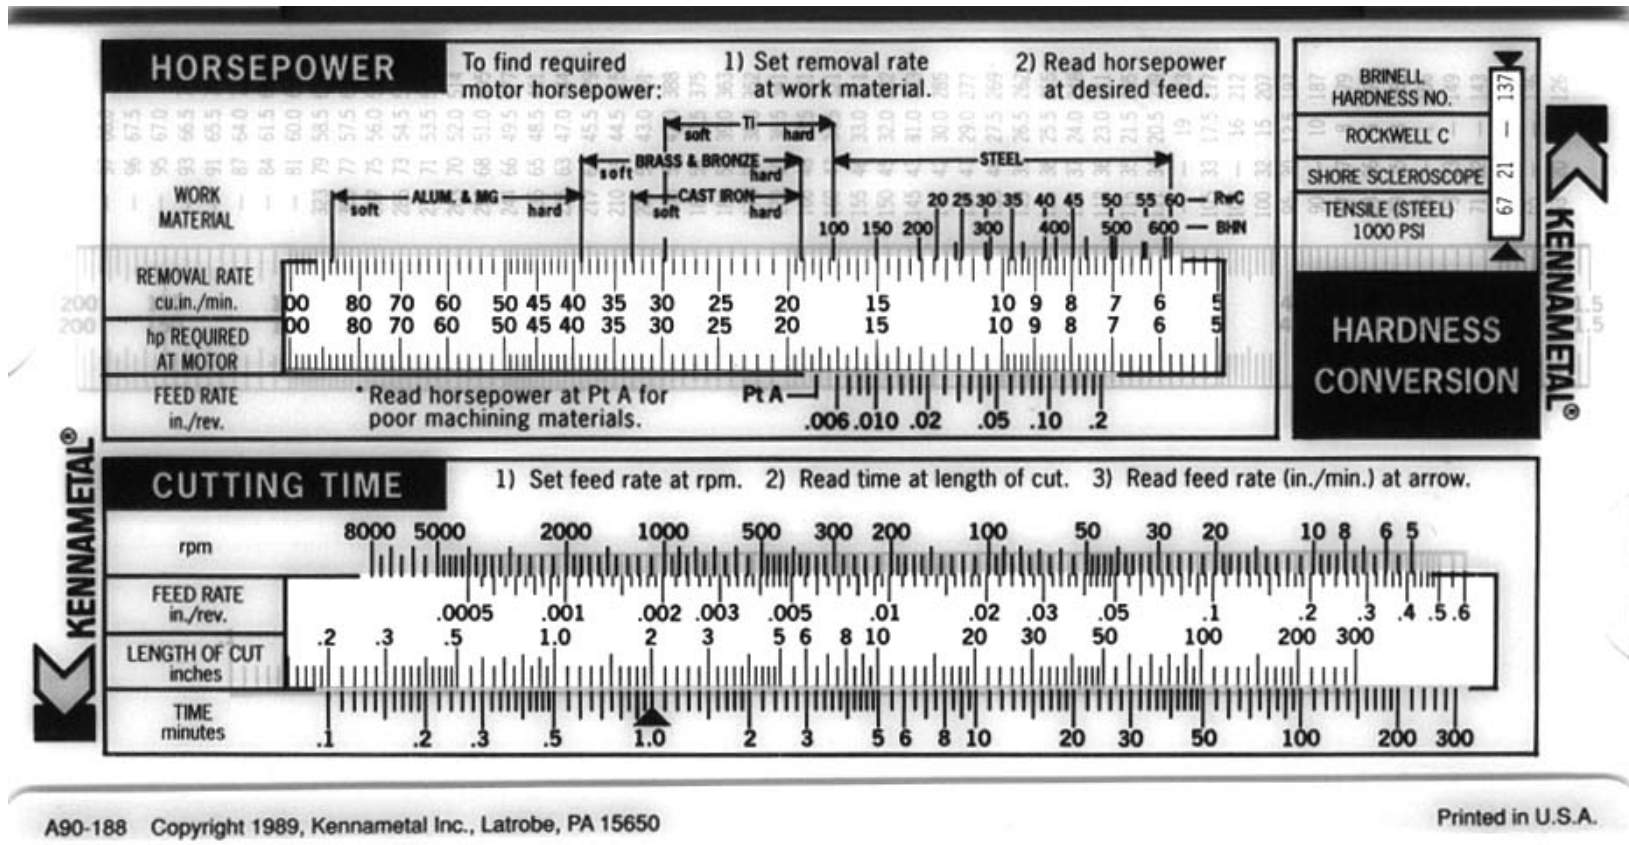 HORSEPOWER
To find required motor horsepower:
1) Set removal rate at work material.
2) Read horsepower at desired feed.
Ti
soft hard
BRASS & BRONZE
soft hard
STEEL
WORK MATERIAL
ALUM. & MG
soft hard
CAST IRON
soft hard
20 25 30 35 40 45 50 55 60 RwC
100 150 200 300 400 500 600 BHN
REMOVAL RATE cu.in./min.
00 80 70 60 50 45 40 35 30 25 20 15 10 9 8 7 6 5
hp REQUIRED AT MOTOR
00 80 70 60 50 45 40 35 30 25 20 15 10 9 8 7 6 5
FEED RATE in./rev.
* Read horsepower at Pt A for poor machining materials.
Pt A
.006 .010 .02 .05 .10 .2
BRINELL HARDNESS NO.
137
ROCKWELL C
—
SHORE SCLEROSCOPE
21
TENSILE (STEEL) 1000 PSI
67
HARDNESS CONVERSION
KENNAMETAL®
KENNAMETAL®
CUTTING TIME
1) Set feed rate at rpm. 2) Read time at length of cut. 3) Read feed rate (in./min.) at arrow.
rpm
8000 5000 2000 1000 500 300 200 100 50 30 20 10 8 6 5
FEED RATE in./rev.
.0005 .001 .002 .003 .005 .01 .02 .03 .05 .1 .2 .3 .4 .5 .6
LENGTH OF CUT inches
.2 .3 .5 1.0 2 3 5 6 8 10 20 30 50 100 200 300
TIME minutes
.1 .2 .3 .5 1.0 2 3 5 6 8 10 20 30 50 100 200 300
A90-188 Copyright 1989, Kennametal Inc., Latrobe, PA 15650
Printed in U.S.A.